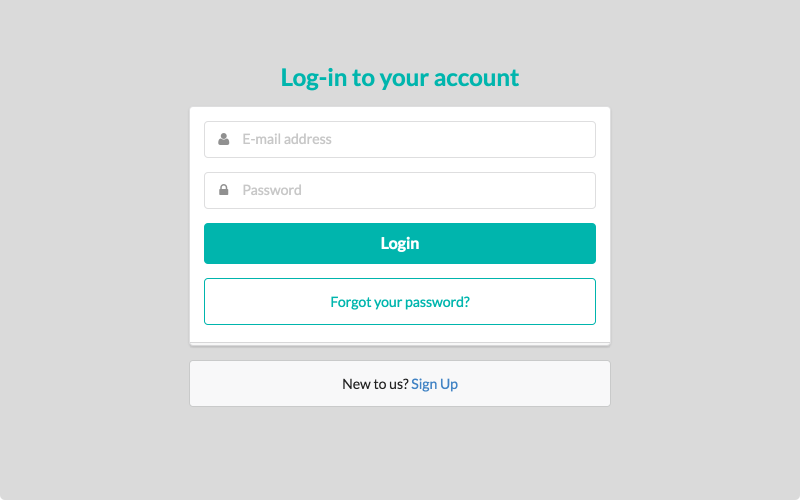 Log-in to your account
E-mail address
Password
Login
Forgot your password?
New to us? Sign Up